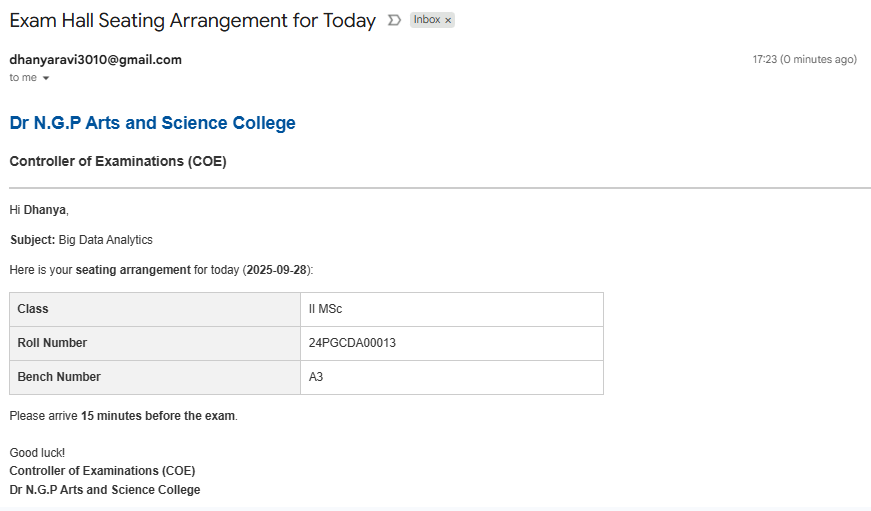 Exam Hall Seating Arrangement for Today Inbox ×
dhanyaravi3010@gmail.com 17:23 (0 minutes ago)
to me
Dr N.G.P Arts and Science College
Controller of Examinations (COE)
Hi Dhanya,
Subject: Big Data Analytics
Here is your seating arrangement for today (2025-09-28):
Class II MSc
Roll Number 24PGCDA00013
Bench Number A3
Please arrive 15 minutes before the exam.
Good luck!
Controller of Examinations (COE)
Dr N.G.P Arts and Science College